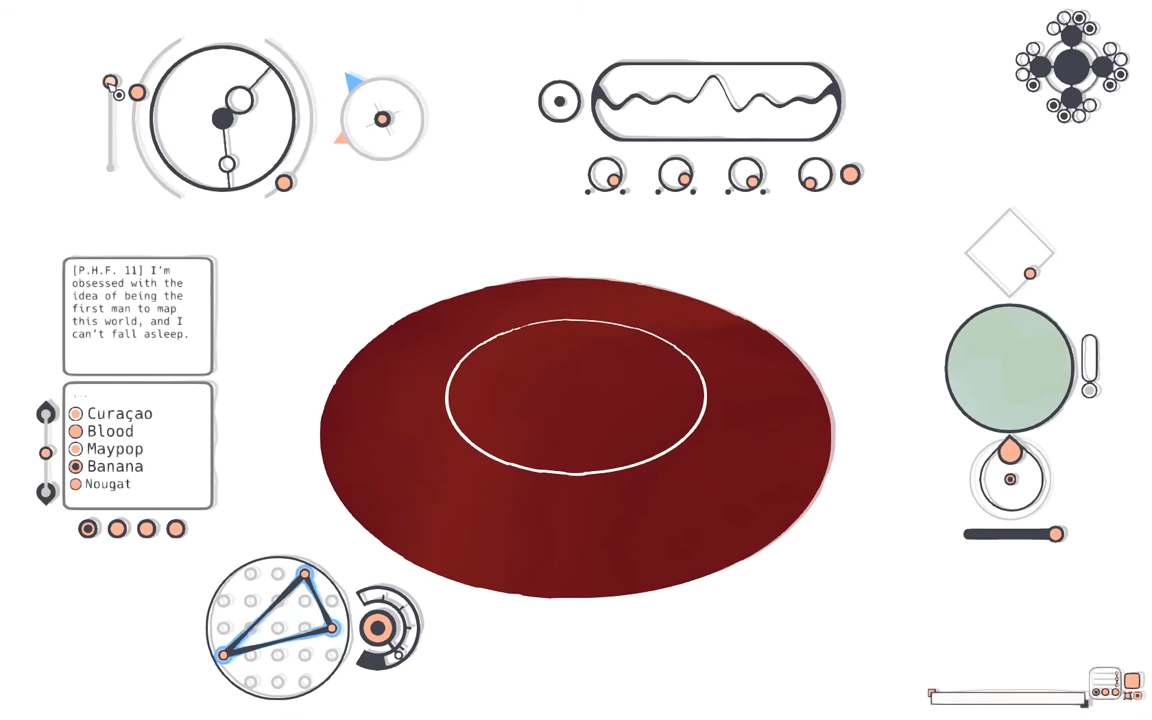 [P.H.F. 11] I'm
obsessed with the
idea of being the
first man to map
this world, and I
can't fall asleep.
...
Curaçao
Blood
Maypop
Banana
Nougat